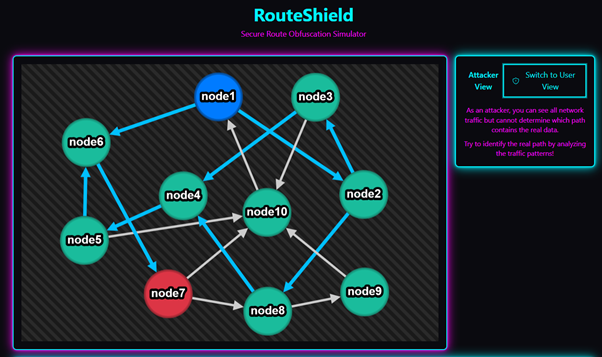 RouteShield
Secure Route Obfuscation Simulator
node1
node3
node6
node4
node2
node10
node5
node7
node9
node8
Attacker
View
Switch to User
View
As an attacker, you can see all network
traffic but cannot determine which path
contains the real data.
Try to identify the real path by analyzing
the traffic patterns!